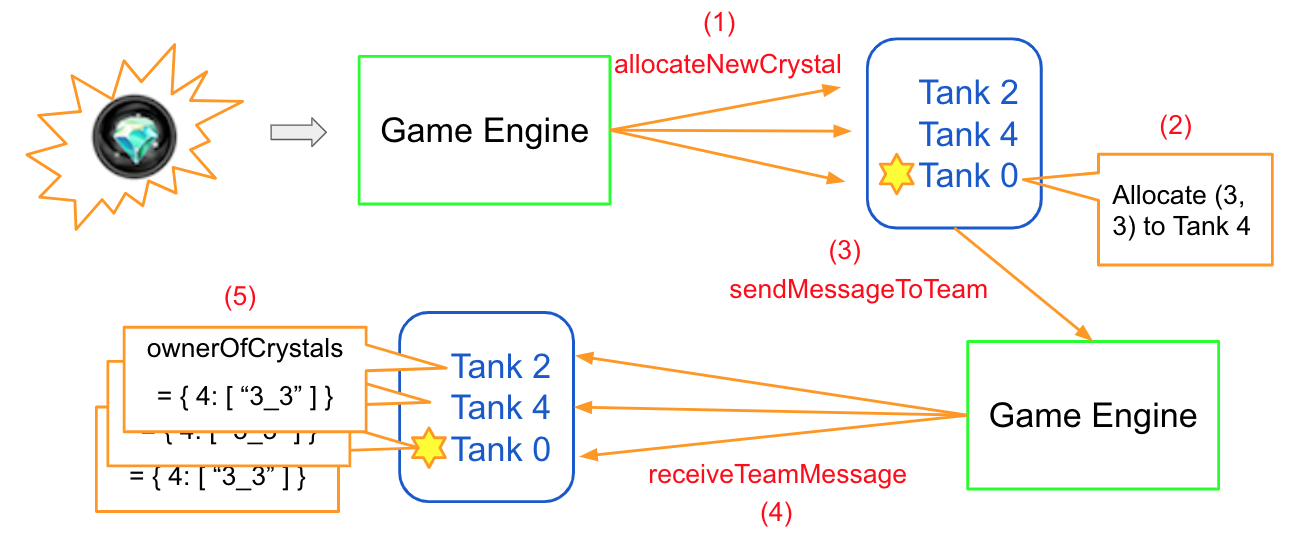 (1)
allocateNewCrystal
Game Engine
Tank 2
Tank 4
Tank 0
(2)
Allocate (3,
3) to Tank 4
(3)
sendMessageToTeam
(5)
ownerOfCrystals
= { 4: [ “3_3” ] }
= { 4: [ “3_3” ] }
= { 4: [ “3_3” ] }
Tank 2
Tank 4
Tank 0
Game Engine
receiveTeamMessage
(4)